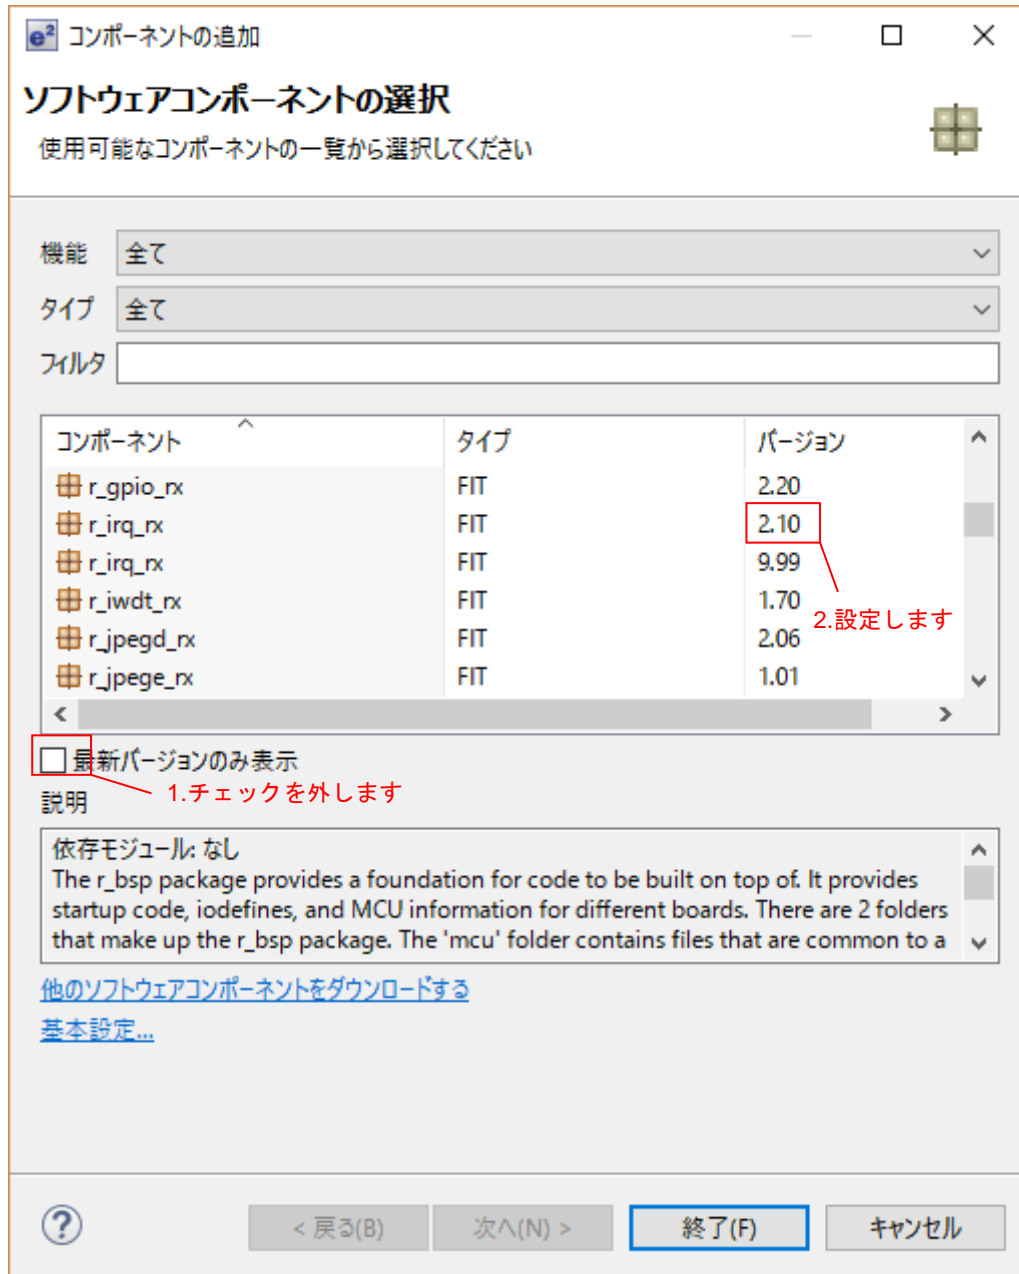 e² コンポーネントの追加
ソフトウェアコンポーネントの選択
使用可能なコンポーネントの一覧から選択してください
機能 全て
タイプ 全て
フィルタ
コンポーネント タイプ バージョン
r_gpio_rx FIT 2.20
r_irq_rx FIT 2.10
r_irq_rx FIT 9.99
r_iwdt_rx FIT 1.70
2.設定します
r_jpegd_rx FIT 2.06
r_jpege_rx FIT 1.01
最新バージョンのみ表示
1.チェックを外します
説明
依存モジュール: なし
The r_bsp package provides a foundation for code to be built on top of. It provides
startup code, iodefines, and MCU information for different boards. There are 2 folders
that make up the r_bsp package. The 'mcu' folder contains files that are common to a
他のソフトウェアコンポーネントをダウンロードする
基本設定...
? < 戻る(B) 次へ(N) > 終了(F) キャンセル